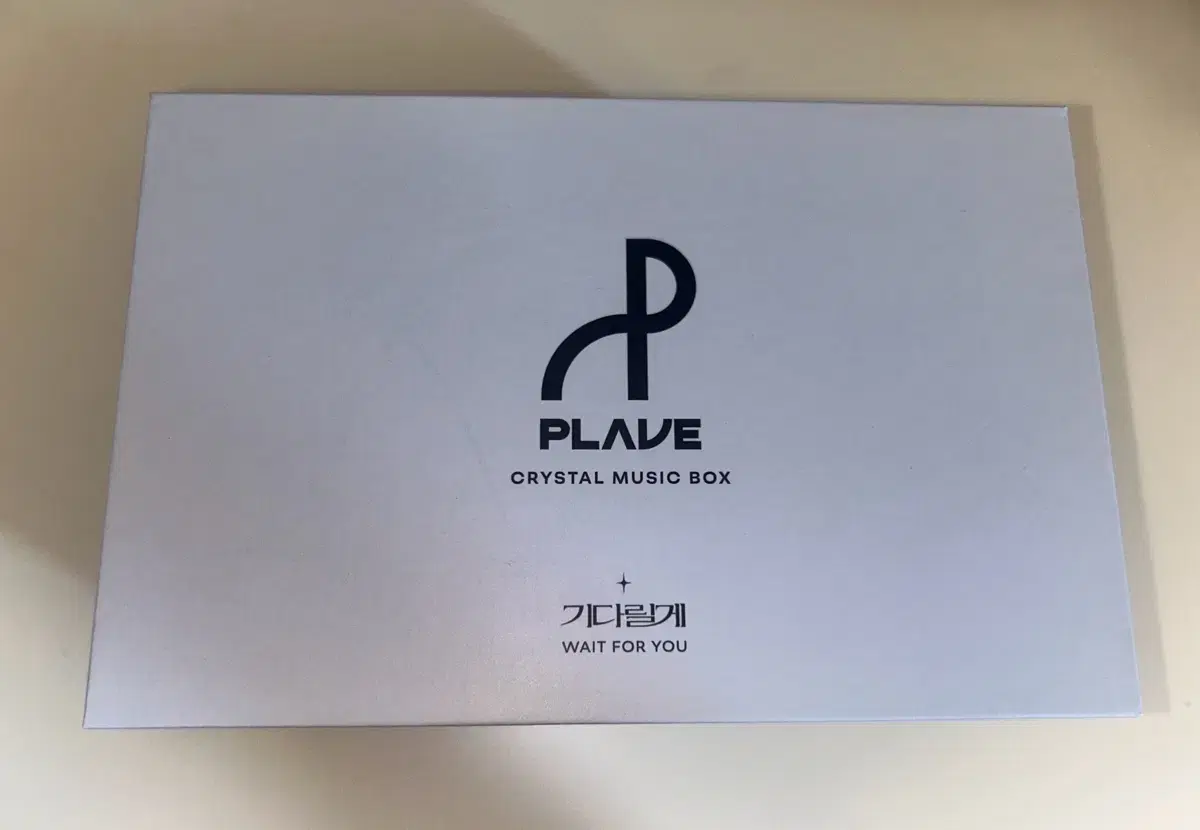 PLAVE
CRYSTAL MUSIC BOX
기다릴게
WAIT FOR YOU